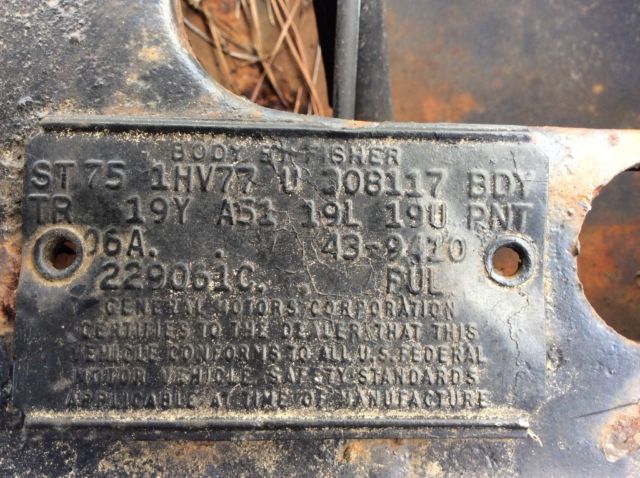 BODY BY FISHER
ST 75 1HV77 U 308117 BDY
TR 19Y A51 19L 19U PNT
06A. . 43-9410
229061C. . PUL
GENERAL MOTORS CORPORATION
CERTIFIES TO THE DEALER THAT THIS
VEHICLE CONFORMS TO ALL U.S. FEDERAL
MOTOR VEHICLE SAFETY STANDARDS
APPLICABLE AT TIME OF MANUFACTURE